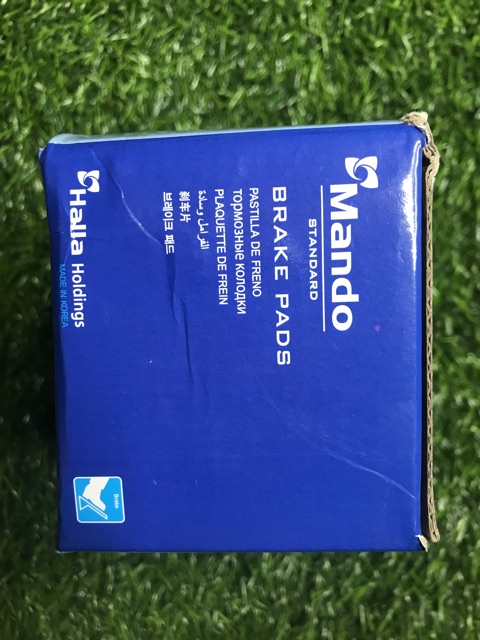 Mando
STANDARD
BRAKE PADS
PASTILLA DE FRENO
ТОРМОЗНЫЕ КОЛОДКИ
PLAQUETTE DE FREIN
الفرامل وسادة
刹车片
브레이크 패드
Halla Holdings
MADE IN KOREA
Brake